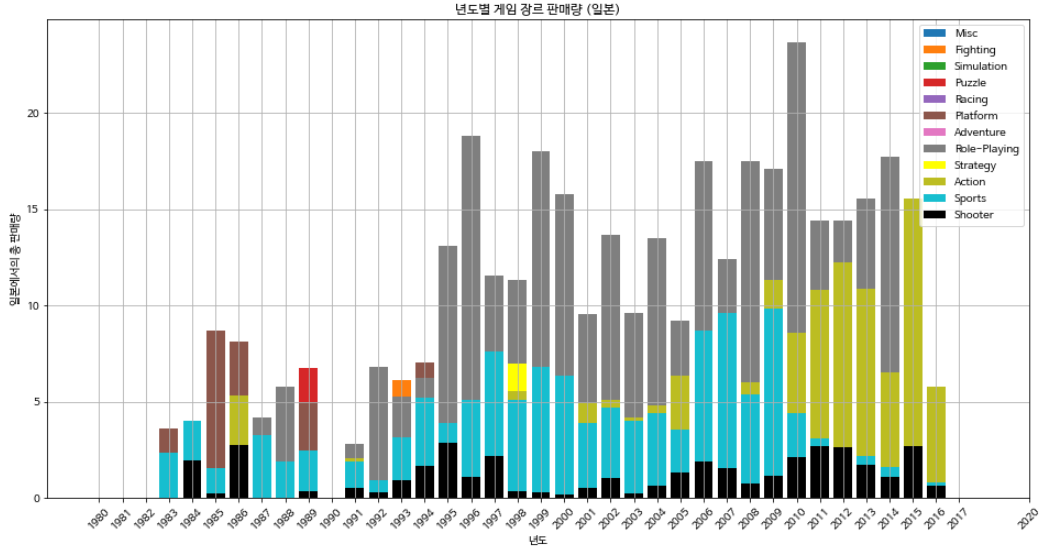 년도별 게임 장르 판매량 (일본)
Misc
Fighting
Simulation
Puzzle
Racing
Platform
Adventure
Role-Playing
Strategy
Action
Sports
Shooter
일본에서의 총 판매량
20
15
10
5
0
1980 1981 1982 1983 1984 1985 1986 1987 1988 1989 1990 1991 1992 1993 1994 1995 1996 1997 1998 1999 2000 2001 2002 2003 2004 2005 2006 2007 2008 2009 2010 2011 2012 2013 2014 2015 2016 2017 2020
년도